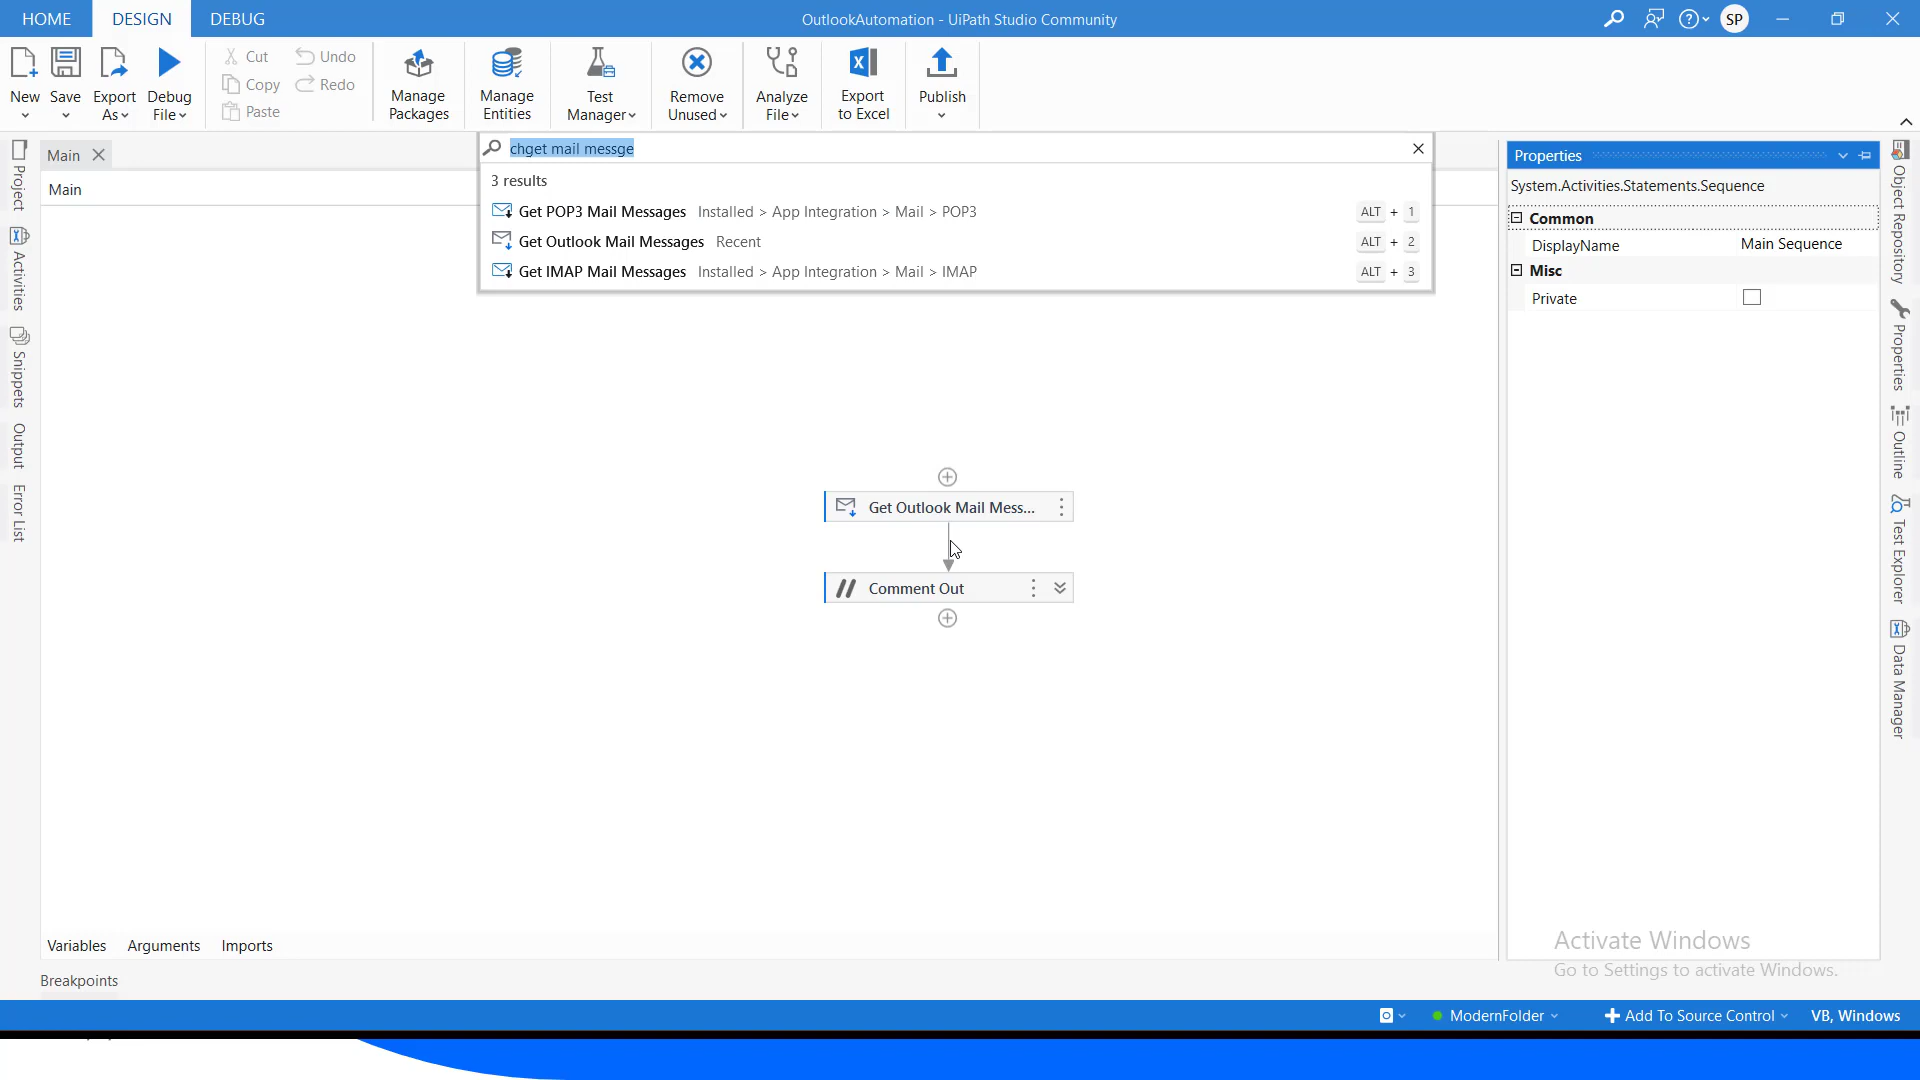 HOME DESIGN DEBUG
OutlookAutomation - UiPath Studio Community
SP
New
Save
Export As
Debug File
Cut
Copy
Paste
Undo
Redo
Manage Packages
Manage Entities
Test Manager
Remove Unused
Analyze File
Export to Excel
Publish
Main
Main
chget mail messge
3 results
Get POP3 Mail Messages Installed > App Integration > Mail > POP3 ALT + 1
Get Outlook Mail Messages Recent ALT + 2
Get IMAP Mail Messages Installed > App Integration > Mail > IMAP ALT + 3
Project
Activities
Snippets
Output
Error List
Get Outlook Mail Mess...
// Comment Out
Properties
System.Activities.Statements.Sequence
Common
DisplayName Main Sequence
Misc
Private
Object Repository
Properties
Outline
Test Explorer
Data Manager
Variables Arguments Imports
Breakpoints
Activate Windows
Go to Settings to activate Windows.
ModernFolder
Add To Source Control
VB, Windows